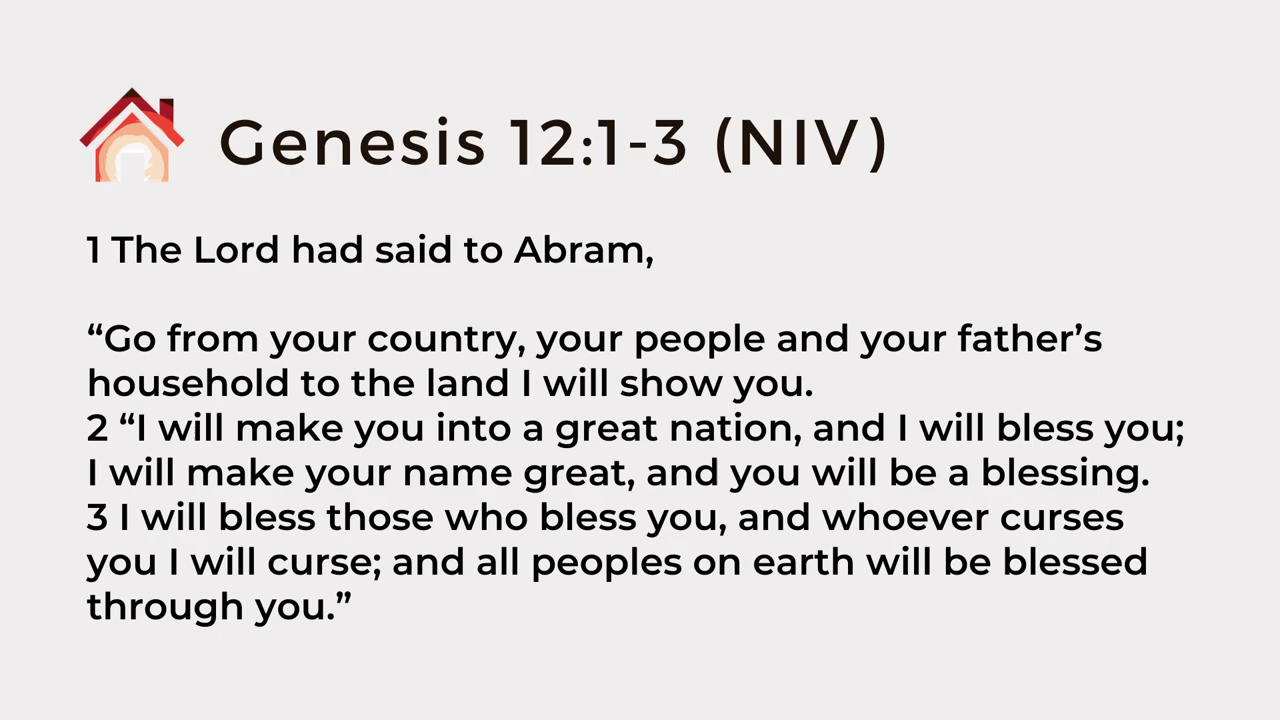 Genesis 12:1-3 (NIV)
1 The Lord had said to Abram,
“Go from your country, your people and your father’s
household to the land I will show you.
2 “I will make you into a great nation, and I will bless you;
I will make your name great, and you will be a blessing.
3 I will bless those who bless you, and whoever curses
you I will curse; and all peoples on earth will be blessed
through you.”